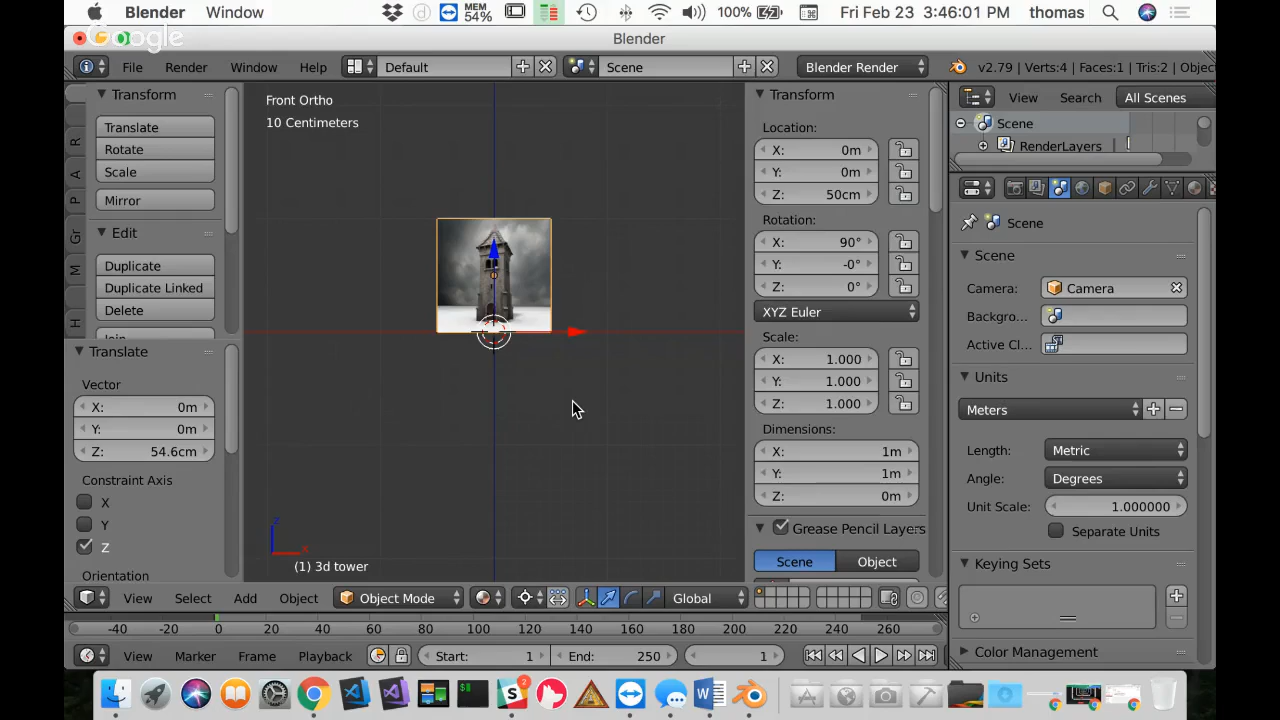 Blender Window MEM 54% 100% Fri Feb 23 3:46:01 PM thomas
Google
Blender
File Render Window Help Default Scene Blender Render v2.79 | Verts:4 | Faces:1 | Tris:2 | Objec
Transform
Translate
Rotate
Scale
Mirror
Edit
Duplicate
Duplicate Linked
Delete
Join
R
A
P
Gr
M
H
Translate
Vector
X: 0m
Y: 0m
Z: 54.6cm
Constraint Axis
X
Y
Z
Orientation
Front Ortho
10 Centimeters
z
x
(1) 3d tower
Transform
Location:
X: 0m
Y: 0m
Z: 50cm
Rotation:
X: 90°
Y: -0°
Z: 0°
XYZ Euler
Scale:
X: 1.000
Y: 1.000
Z: 1.000
Dimensions:
X: 1m
Y: 1m
Z: 0m
Grease Pencil Layers
Scene Object
View Search All Scenes
Scene
RenderLayers
Scene
Scene
Camera: Camera
Backgro...
Active Cl...
Units
Meters
Length: Metric
Angle: Degrees
Unit Scale: 1.000000
Separate Units
Keying Sets
Color Management
View Select Add Object Object Mode Global
-40 -20 0 20 40 60 80 100 120 140 160 180 200 220 240 260
View Marker Frame Playback Start: 1 End: 250 1
2